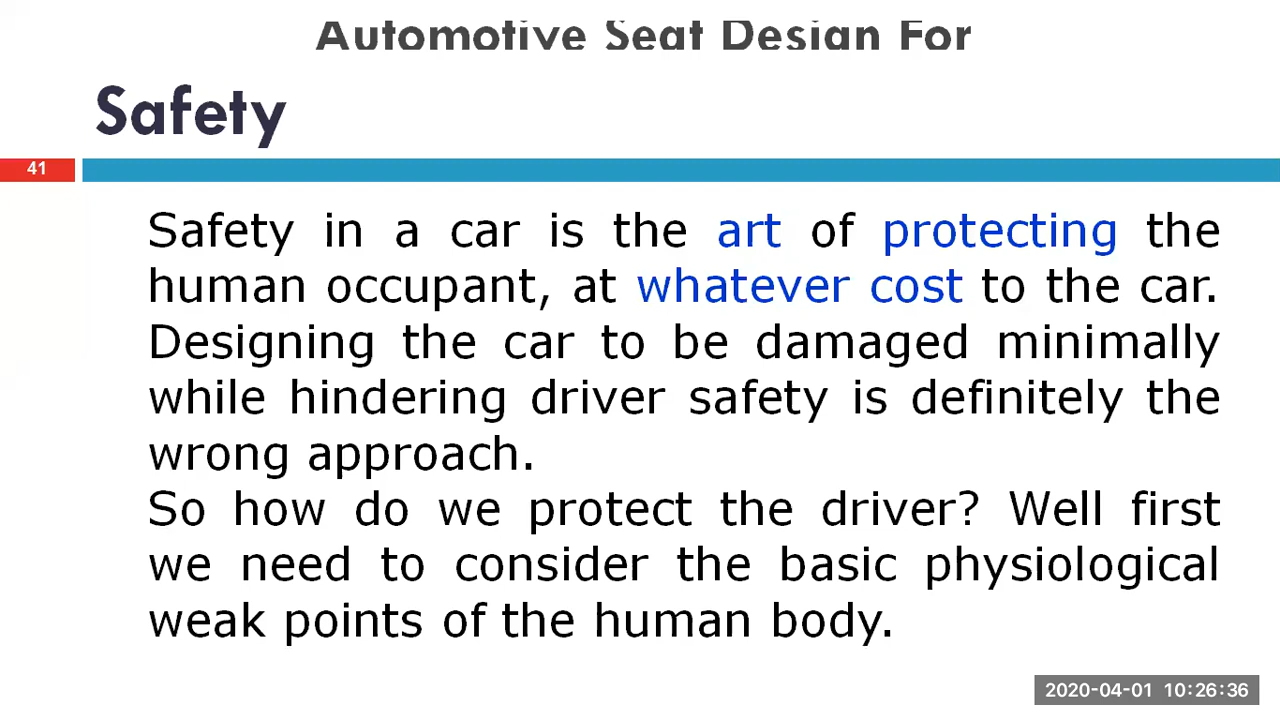 Automotive Seat Design For
Safety
41
Safety in a car is the art of protecting the
human occupant, at whatever cost to the car.
Designing the car to be damaged minimally
while hindering driver safety is definitely the
wrong approach.
So how do we protect the driver? Well first
we need to consider the basic physiological
weak points of the human body.
2020-04-01 10:26:36